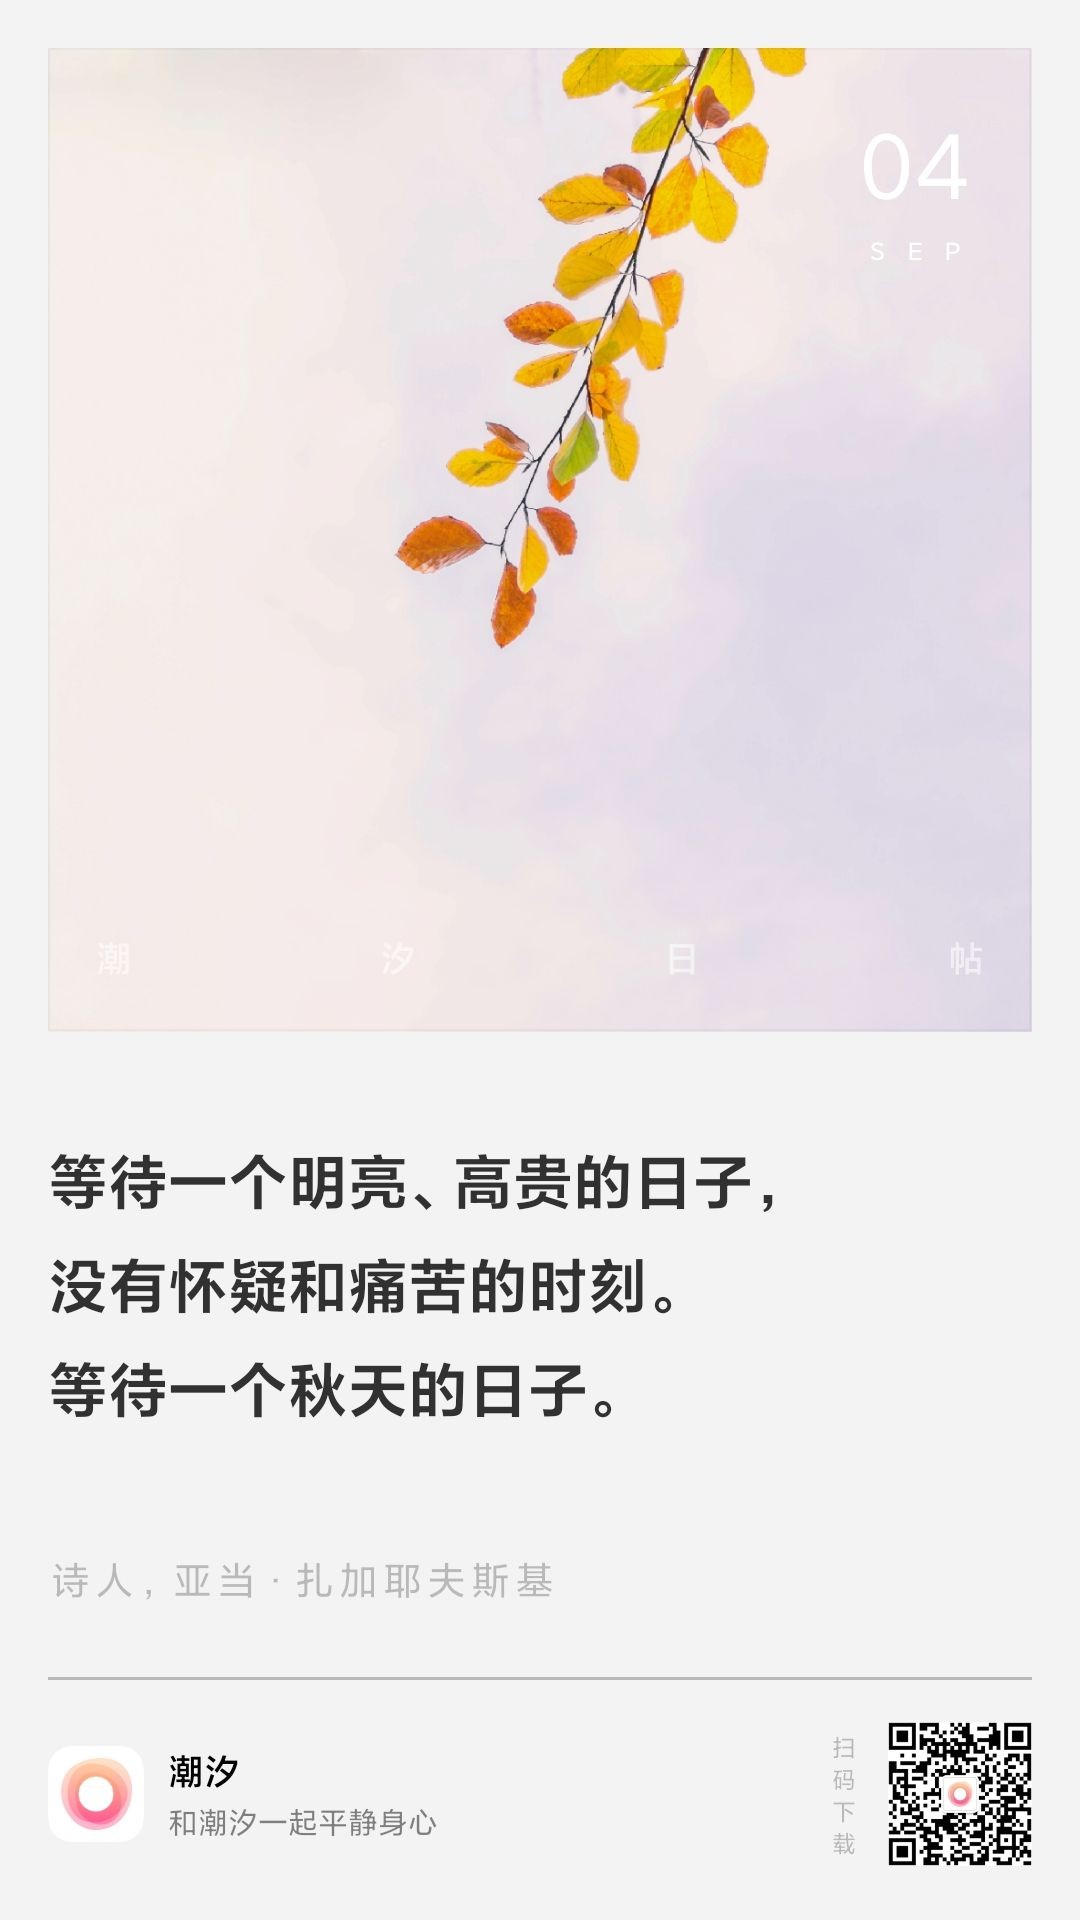 04
SEP
潮汐日帖
等待一个明亮、高贵的日子，
没有怀疑和痛苦的时刻。
等待一个秋天的日子。
诗人，亚当·扎加耶夫斯基
潮汐
和潮汐一起平静身心
扫码下载